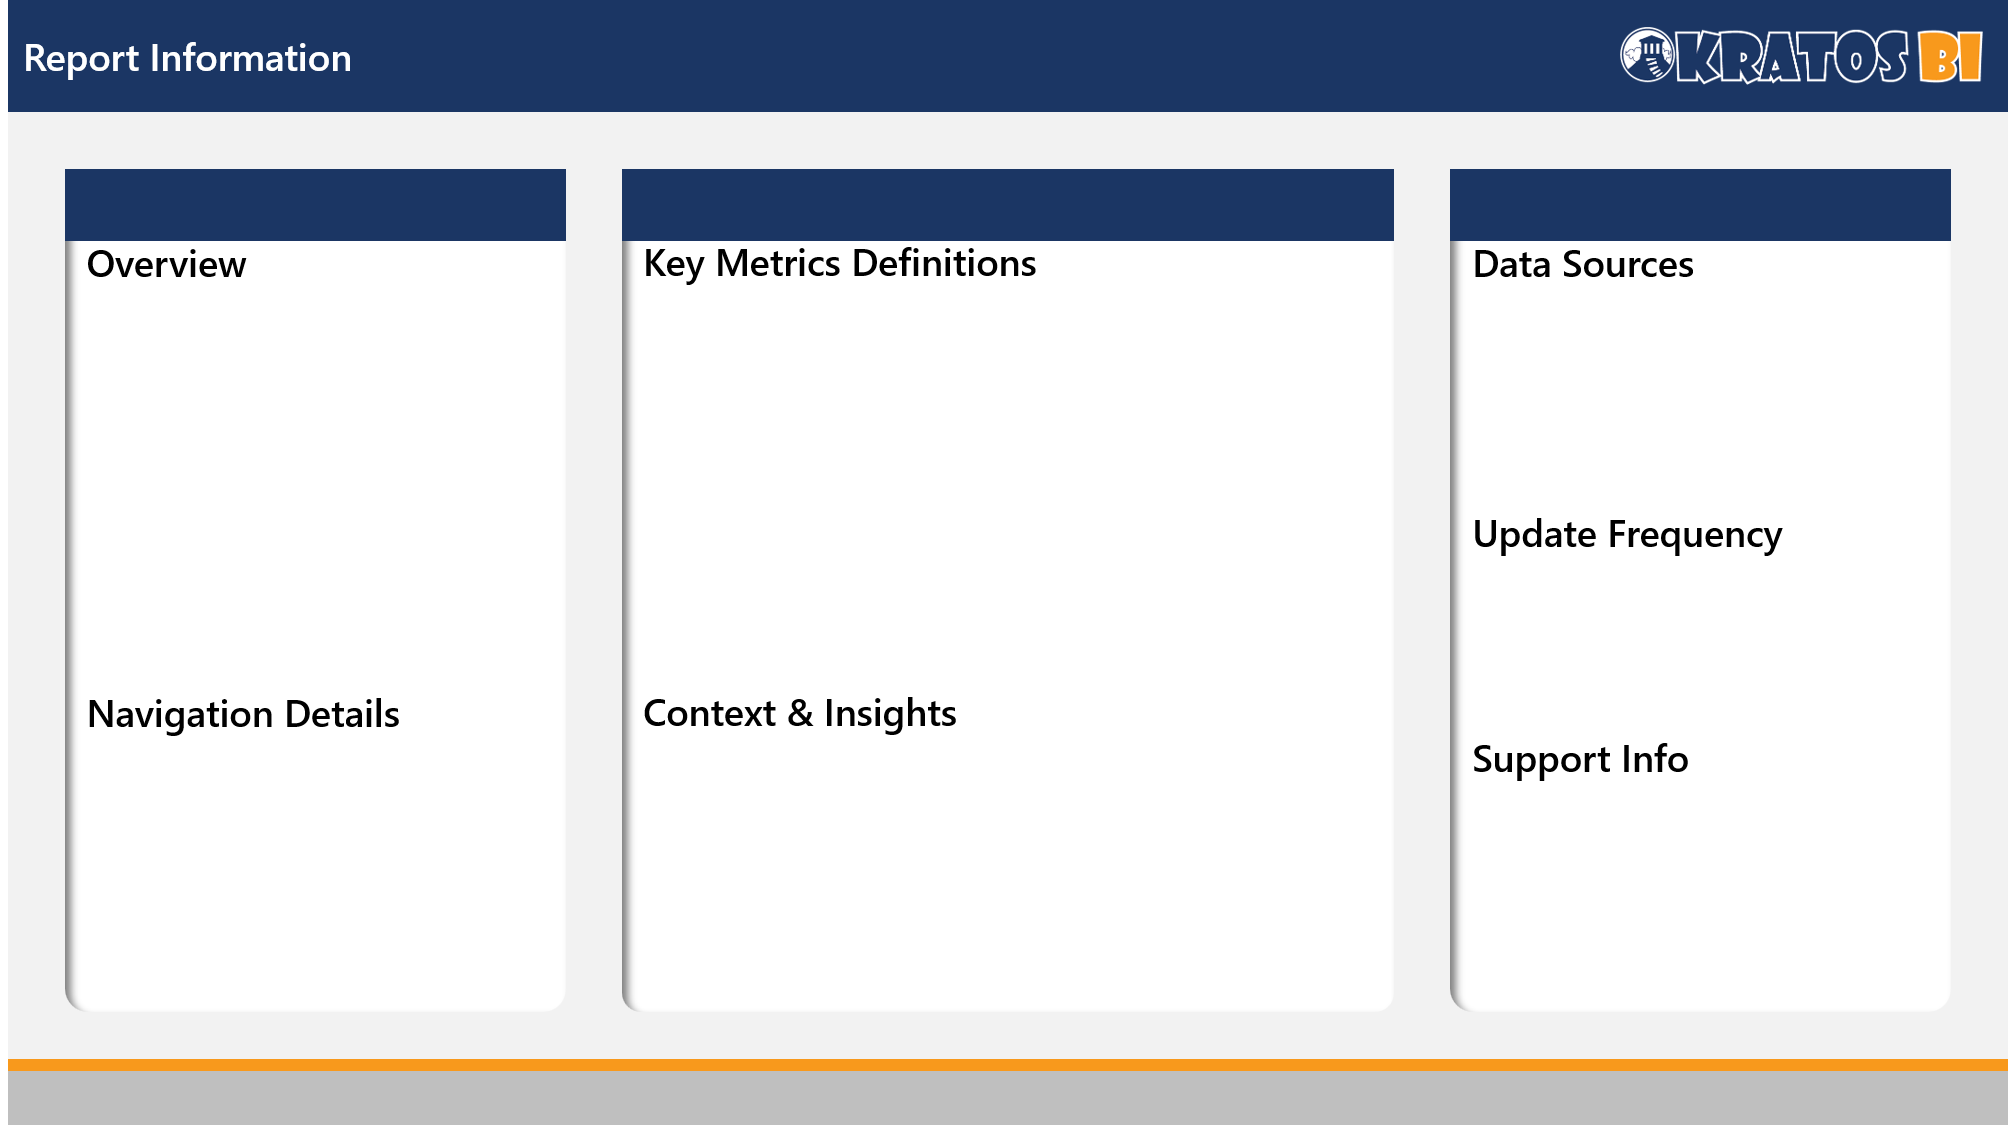 Report Information
KRATOS BI
Overview
Navigation Details
Key Metrics Definitions
Context & Insights
Data Sources
Update Frequency
Support Info